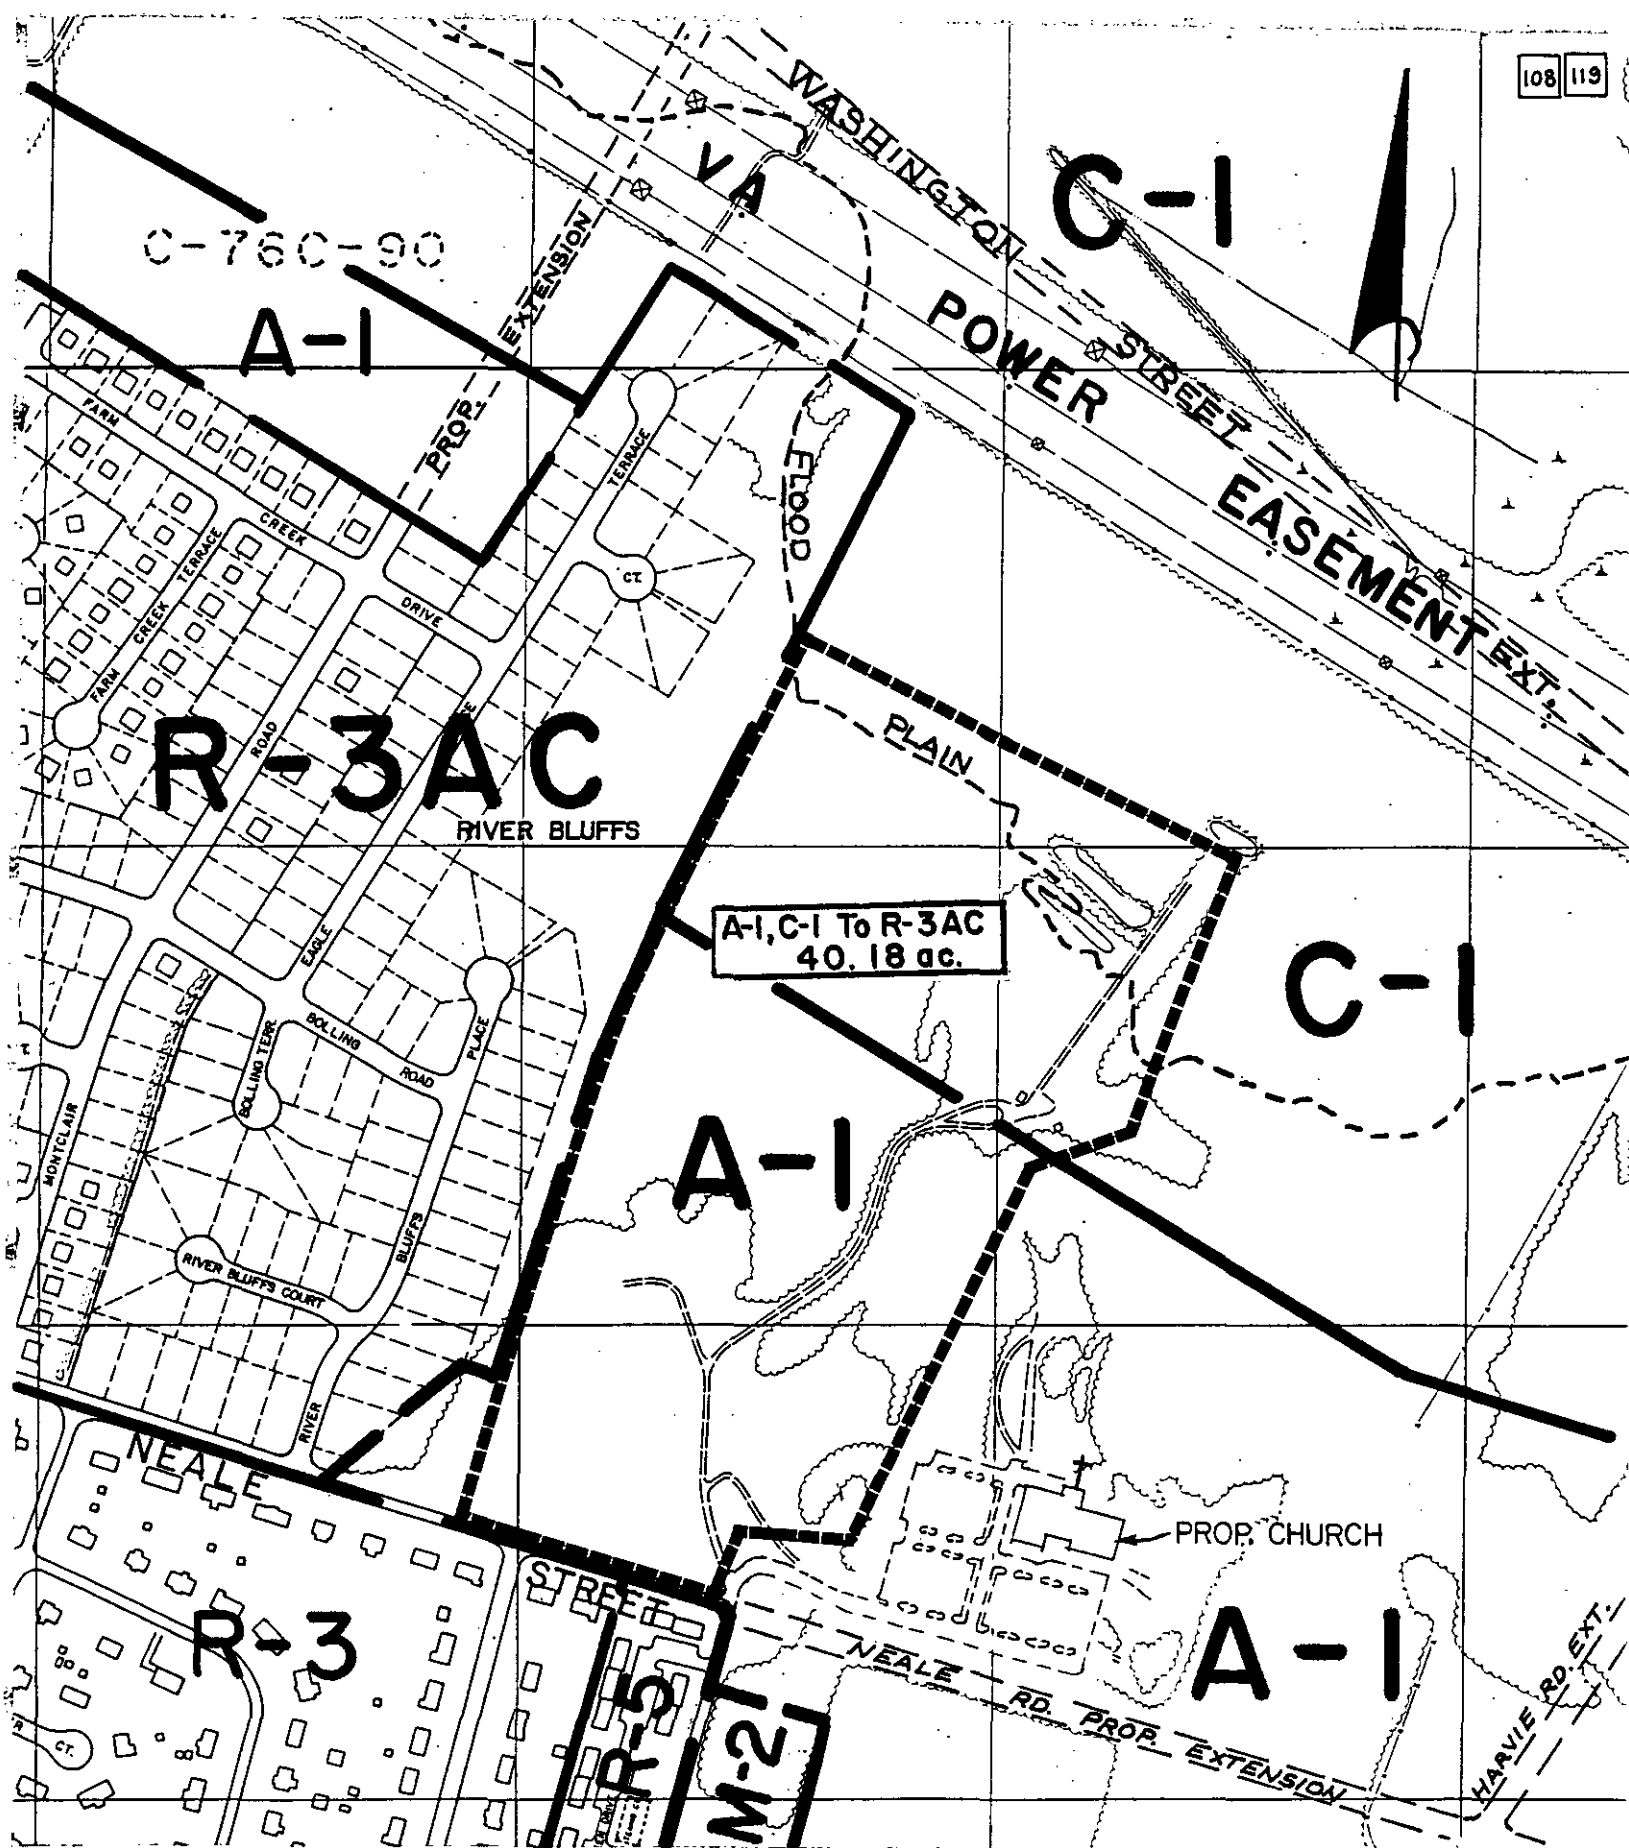 108 119
WASHINGTON STREET EXT.
C-1
VA. POWER EASEMENT
C-76C-90
A-1
PROP. EXTENSION
FARM CREEK DRIVE
TERRACE
CT.
FLOOD PLAIN
FARM CREEK TERRACE
R-3AC
RIVER BLUFFS
ROAD
EAGLE
A-1, C-1 To R-3AC
40.18 ac.
C-1
BOLLING ROAD
PLACE
BOLLING TERR.
MONTCLAIR
A-1
RIVER BLUFFS
RIVER BLUFFS COURT
NEALE STREET
PROP. CHURCH
R-3
R-5
M-2
A-1
NEALE RD. PROP. EXTENSION
HARVIE RD. EXT.
CT.